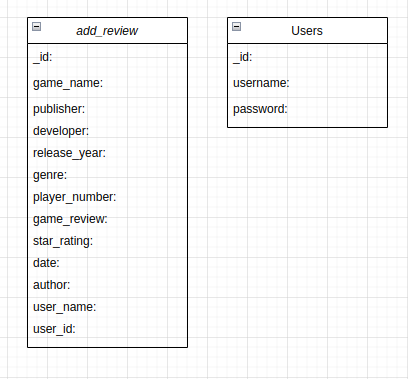 add_review
_id:
game_name:
publisher:
developer:
release_year:
genre:
player_number:
game_review:
star_rating:
date:
author:
user_name:
user_id:
Users
_id:
username:
password: